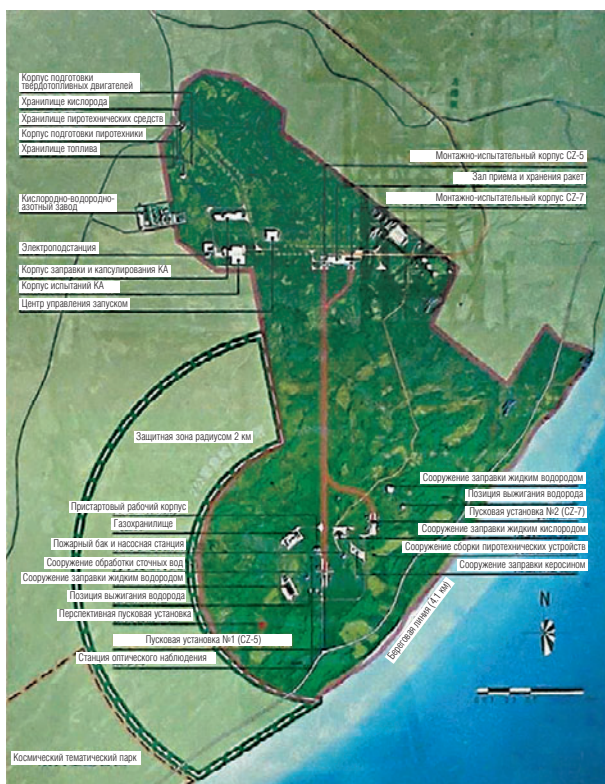 Корпус подготовки
твердотопливных двигателей
Хранилище кислорода
Хранилище пиротехнических средств
Корпус подготовки пиротехники
Хранилище топлива
Кислородно-водородно-
азотный завод
Электроподстанция
Корпус заправки и капсулирования КА
Корпус испытаний КА
Центр управления запуском
Монтажно-испытательный корпус CZ-5
Зал приема и хранения ракет
Монтажно-испытательный корпус CZ-7
Защитная зона радиусом 2 км
Пристартовый рабочий корпус
Газохранилище
Пожарный бак и насосная станция
Сооружение обработки сточных вод
Сооружение заправки жидким водородом
Позиция выжигания водорода
Перспективная пусковая установка
Пусковая установка №1 (CZ-5)
Станция оптического наблюдения
Сооружение заправки жидким водородом
Позиция выжигания водорода
Пусковая установка №2 (CZ-7)
Сооружение заправки жидким кислородом
Сооружение сборки пиротехнических устройств
Сооружение заправки керосином
Береговая линия (4.1 км)
N
Космический тематический парк